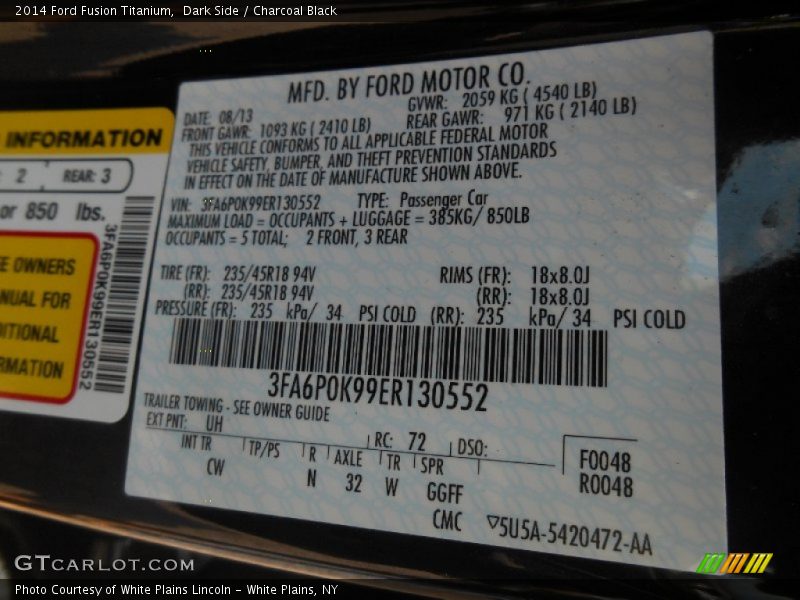 2014 Ford Fusion Titanium,  Dark Side / Charcoal Black
INFORMATION
2 REAR: 3
or 850 lbs.
OWNERS
FOR
3FA6P0K99ER130552
MFD. BY FORD MOTOR CO.
DATE: 08/13 GVWR: 2059 KG ( 4540 LB)
FRONT GAWR: 1093 KG ( 2410 LB) REAR GAWR: 971 KG ( 2140 LB)
THIS VEHICLE CONFORMS TO ALL APPLICABLE FEDERAL MOTOR
VEHICLE SAFETY, BUMPER, AND THEFT PREVENTION STANDARDS
IN EFFECT ON THE DATE OF MANUFACTURE SHOWN ABOVE.
VIN: 3FA6P0K99ER130552 TYPE: Passenger Car
MAXIMUM LOAD = OCCUPANTS + LUGGAGE = 385KG/ 850LB
OCCUPANTS = 5 TOTAL; 2 FRONT, 3 REAR
TIRE (FR): 235/45R18 94V RIMS (FR): 18x8.0J
(RR): 235/45R18 94V (RR): 18x8.0J
PRESSURE (FR): 235 kPa/ 34 PSI COLD (RR): 235 kPa/ 34 PSI COLD
3FA6P0K99ER130552
TRAILER TOWING - SEE OWNER GUIDE
EXT PNT: UH RC: 72 DSO:
INT TR TP/PS R AXLE TR SPR F0048
CW N 32 W GGFF R0048
CMC ▽5U5A-5420472-AA
GTCARLOT.COM
Photo Courtesy of White Plains Lincoln - White Plains, NY